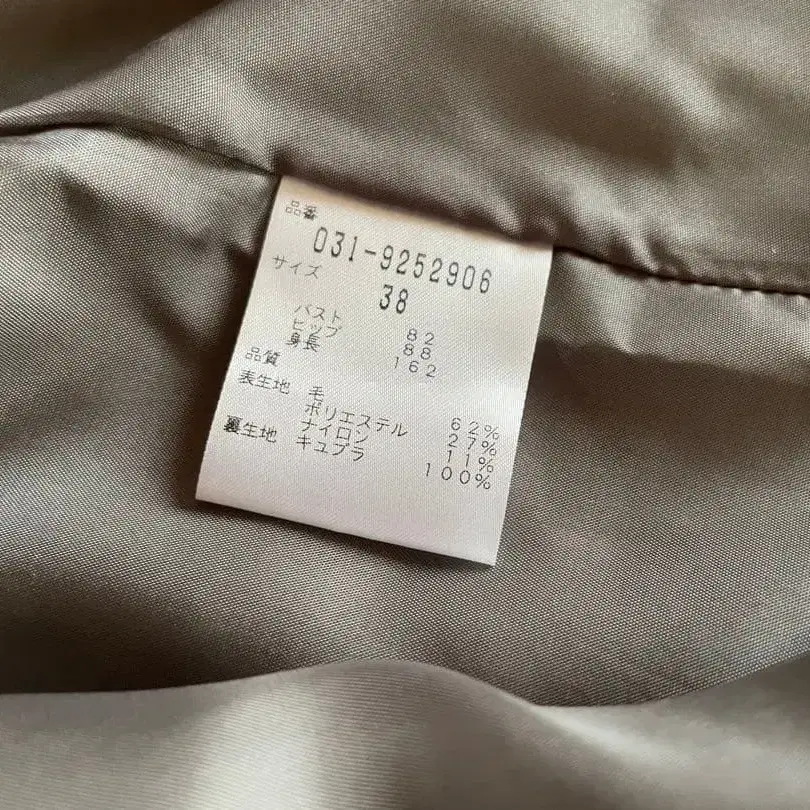 品番
031-9252906
サイズ
38
バスト 82
ヒップ 88
身長 162
品質
表生地 毛 62%
ポリエステル 27%
ナイロン 11%
裏生地 キュプラ 100%